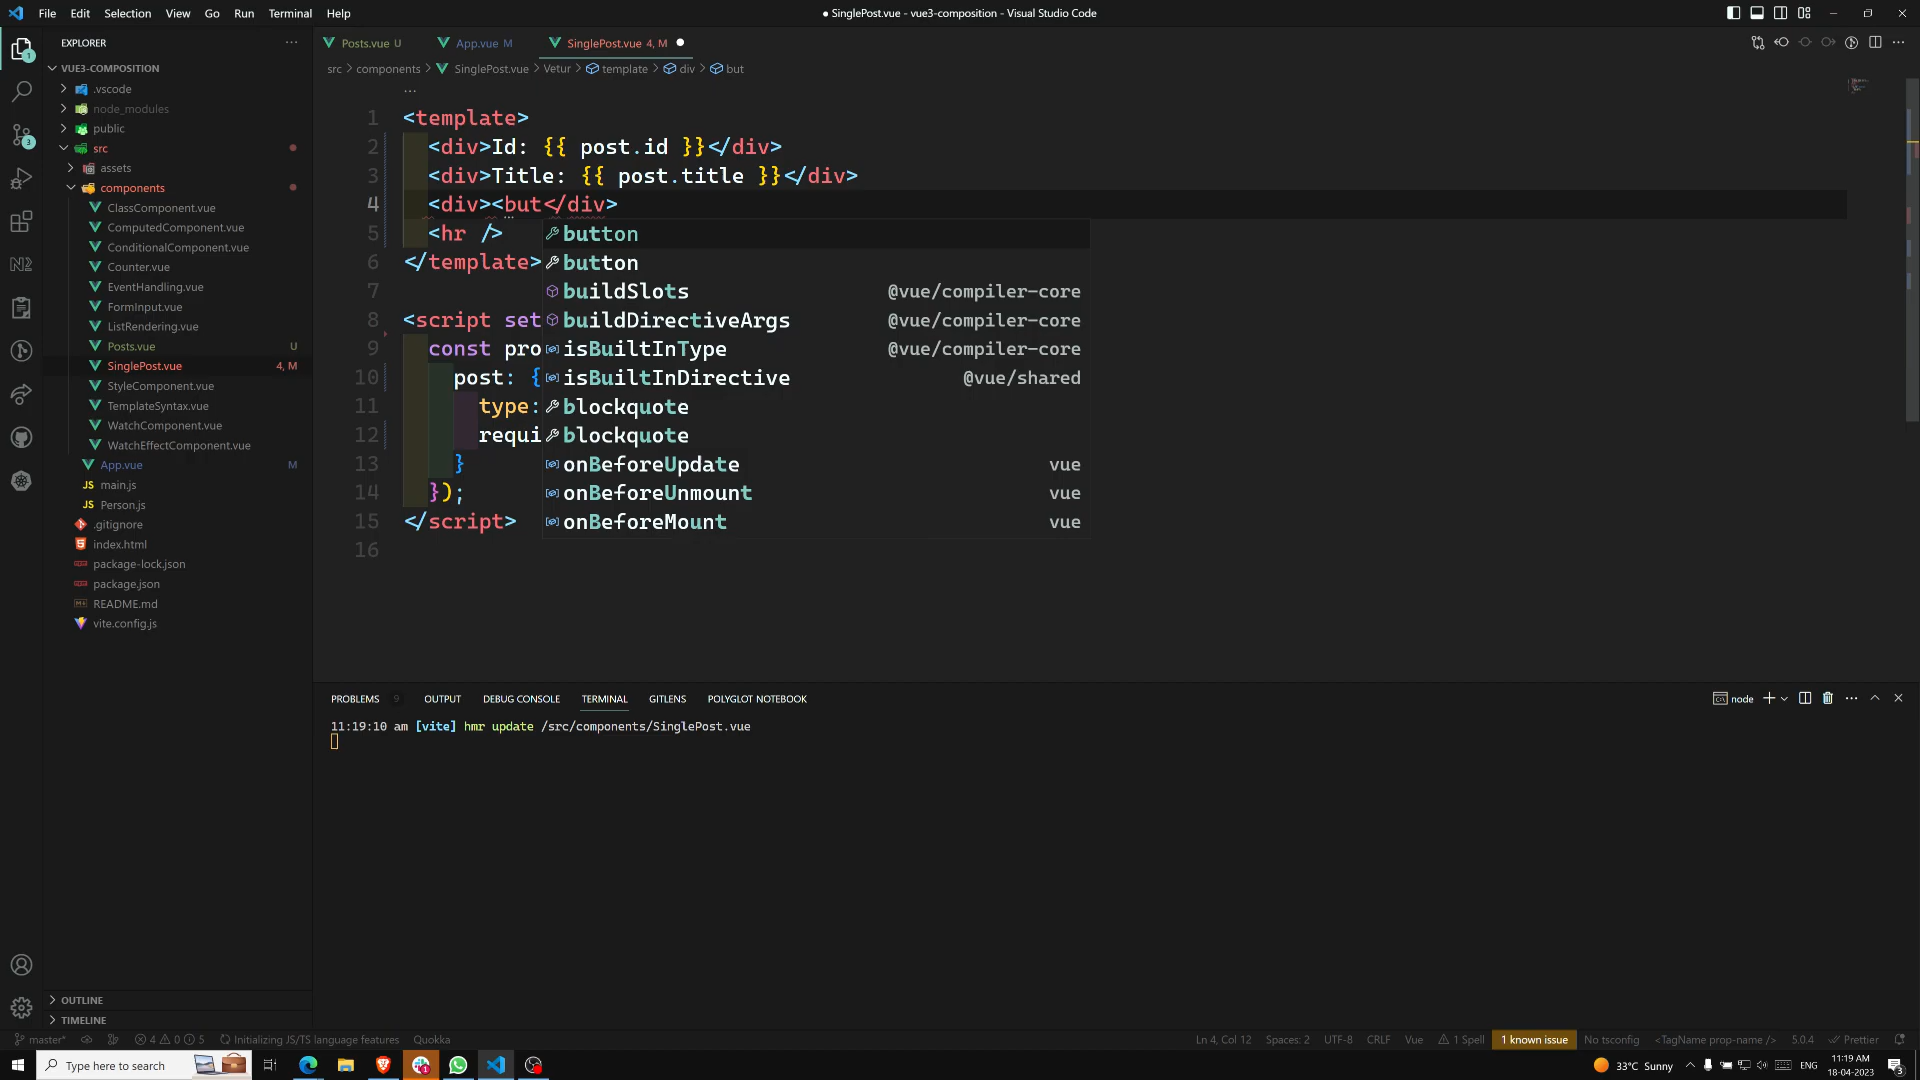 File Edit Selection View Go Run Terminal Help
● SinglePost.vue - vue3-composition - Visual Studio Code
EXPLORER
VUE3-COMPOSITION
.vscode
node_modules
public
src
assets
components
ClassComponent.vue
ComputedComponent.vue
ConditionalComponent.vue
Counter.vue
EventHandling.vue
FormInput.vue
ListRendering.vue
Posts.vue U
SinglePost.vue 4, M
StyleComponent.vue
TemplateSyntax.vue
WatchComponent.vue
WatchEffectComponent.vue
App.vue M
JS main.js
JS Person.js
.gitignore
index.html
package-lock.json
package.json
README.md
vite.config.js
OUTLINE
TIMELINE
Posts.vue U App.vue M SinglePost.vue 4, M
src > components > SinglePost.vue > Vetur > template > div > but
1 <template>
2 <div>Id: {{ post.id }}</div>
3 <div>Title: {{ post.title }}</div>
4 <div><but</div>
5 <hr />
6 </template>
7
8 <script set
9 const pro
10 post: {
11 type:
12 requi
13 }
14 });
15 </script>
16
button
button
buildSlots @vue/compiler-core
buildDirectiveArgs @vue/compiler-core
isBuiltInType @vue/compiler-core
isBuiltInDirective @vue/shared
blockquote
blockquote
onBeforeUpdate vue
onBeforeUnmount vue
onBeforeMount vue
PROBLEMS 9 OUTPUT DEBUG CONSOLE TERMINAL GITLENS POLYGLOT NOTEBOOK
node
11:19:10 am [vite] hmr update /src/components/SinglePost.vue
master* 4 0 5 Initializing JS/TS language features Quokka
Ln 4, Col 12 Spaces: 2 UTF-8 CRLF Vue 1 Spell 1 known issue No tsconfig <TagName prop-name /> 5.0.4 Prettier
Type here to search
33°C Sunny ENG 11:19 AM
18-04-2023